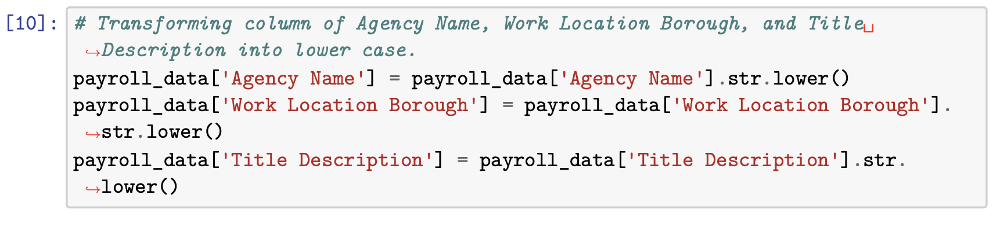 [10]: # Transforming column of Agency Name, Work Location Borough, and Title␣
↪Description into lower case.
payroll_data['Agency Name'] = payroll_data['Agency Name'].str.lower()
payroll_data['Work Location Borough'] = payroll_data['Work Location Borough'].
↪str.lower()
payroll_data['Title Description'] = payroll_data['Title Description'].str.
↪lower()